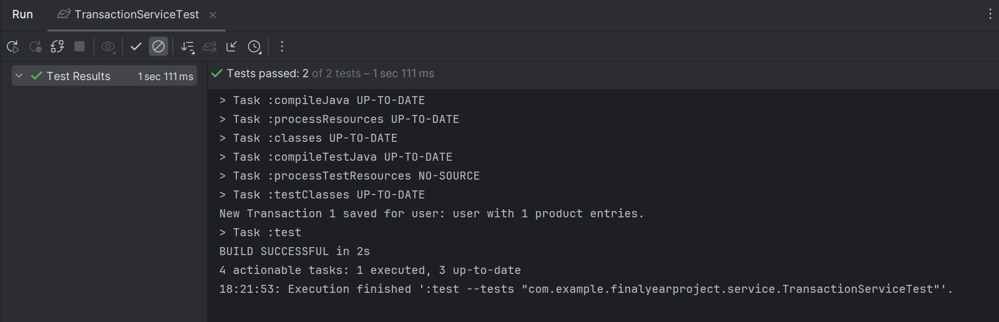 Run TransactionServiceTest
Test Results 1 sec 111 ms
Tests passed: 2 of 2 tests – 1 sec 111 ms
> Task :compileJava UP-TO-DATE
> Task :processResources UP-TO-DATE
> Task :classes UP-TO-DATE
> Task :compileTestJava UP-TO-DATE
> Task :processTestResources NO-SOURCE
> Task :testClasses UP-TO-DATE
New Transaction 1 saved for user: user with 1 product entries.
> Task :test
BUILD SUCCESSFUL in 2s
4 actionable tasks: 1 executed, 3 up-to-date
18:21:53: Execution finished ':test --tests "com.example.finalyearproject.service.TransactionServiceTest"'.